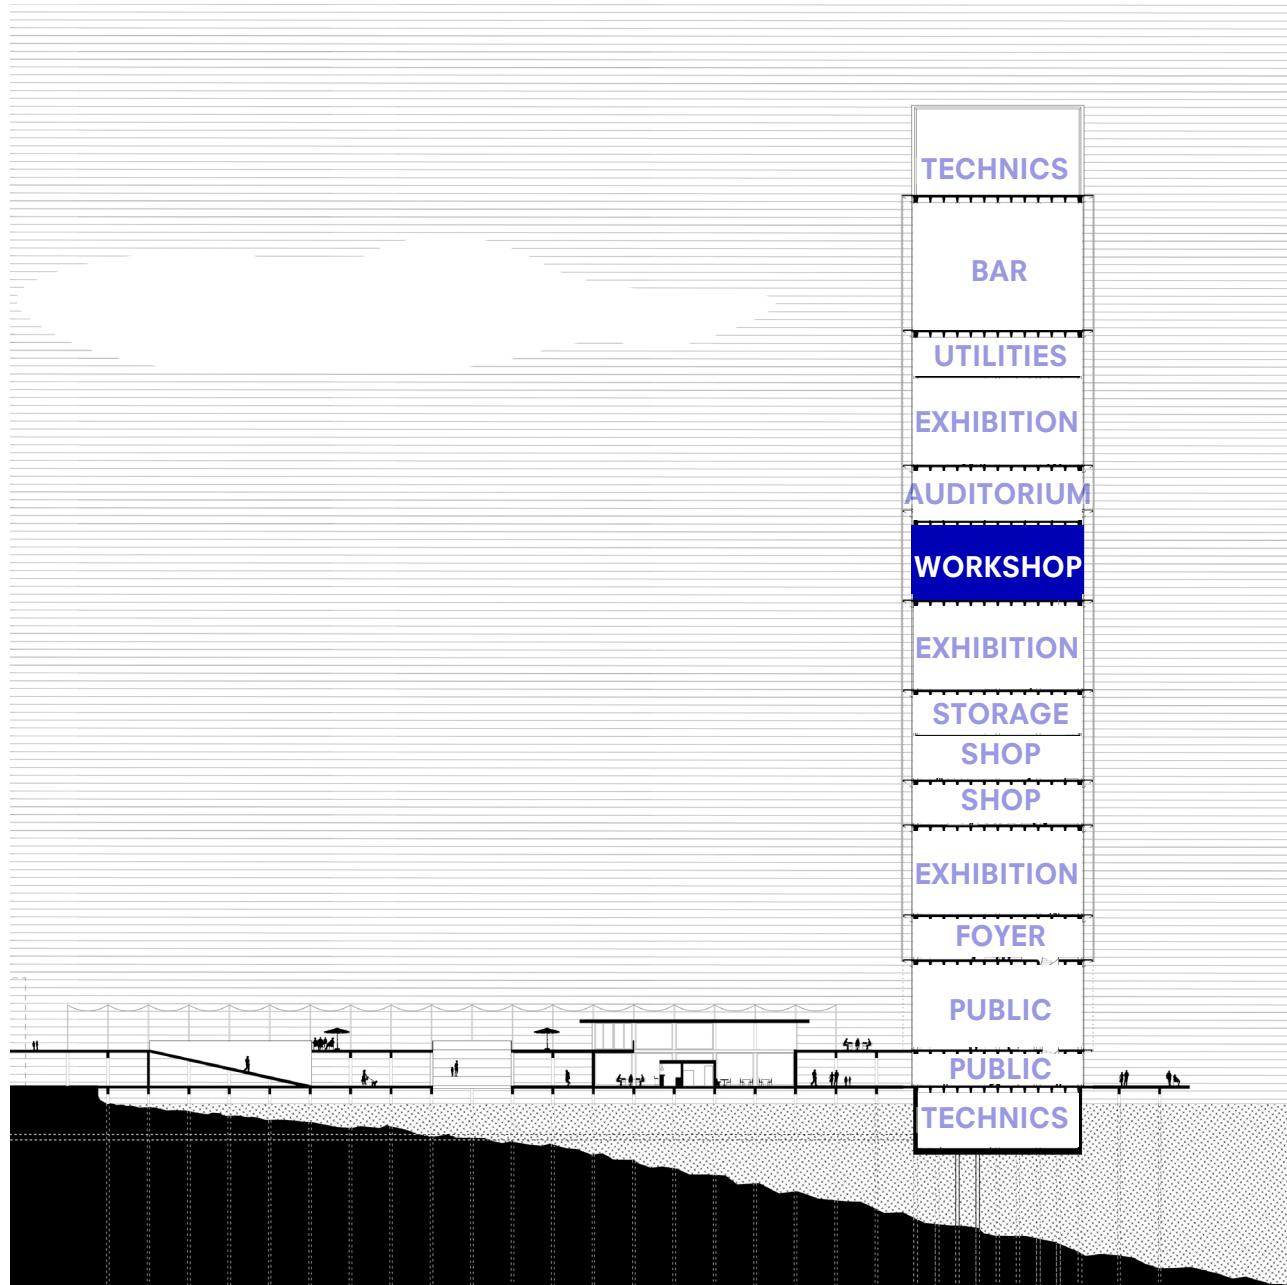 TECHNICS
BAR
UTILITIES
EXHIBITION
AUDITORIUM
WORKSHOP
EXHIBITION
STORAGE
SHOP
SHOP
EXHIBITION
FOYER
PUBLIC
PUBLIC
TECHNICS